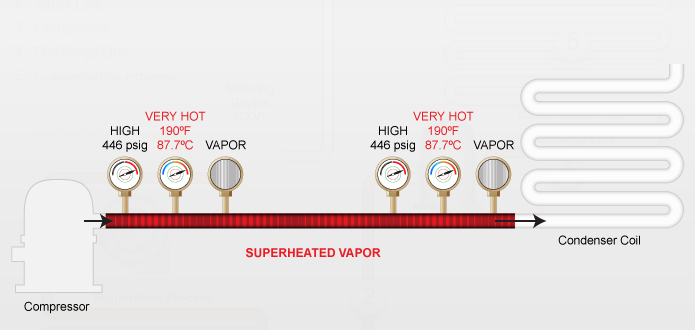 VERY HOT
HIGH 190ºF
446 psig 87.7ºC VAPOR
VERY HOT
HIGH 190ºF
446 psig 87.7ºC VAPOR
SUPERHEATED VAPOR
Condenser Coil
Compressor